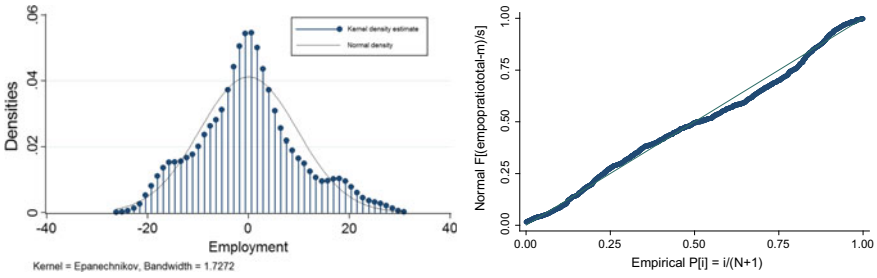 .06
.04
.02
0
-40
-20
0
20
40
Densities
Employment
Kernel density estimate
Normal density
Kernel = Epanechnikov, Bandwidth = 1.7272
Normal F[(empopratiototal-m)/s]
1.00
0.75
0.50
0.25
0.00
0.00
0.25
0.50
0.75
1.00
Empirical P[i] = i/(N+1)